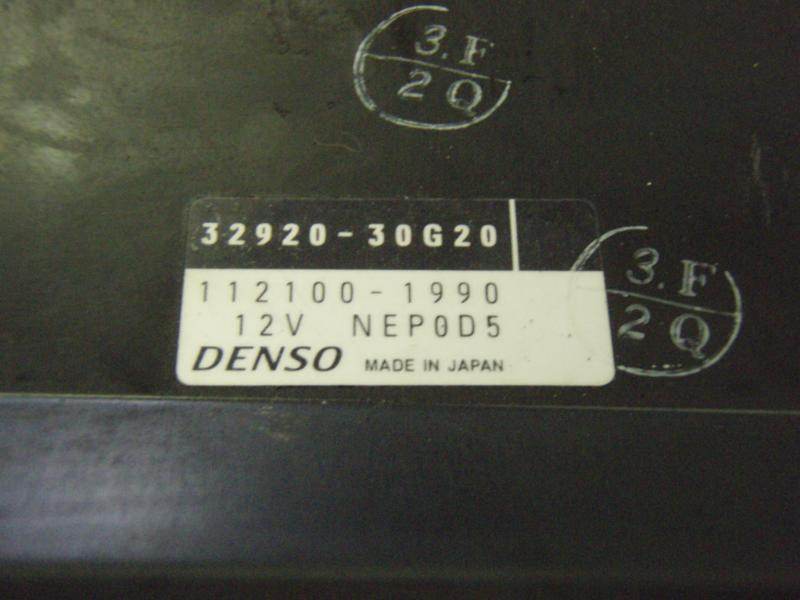 3.F
2Q
32920-30G20
112100-1990
12V NEP0D5
DENSO MADE IN JAPAN
3.F
2Q